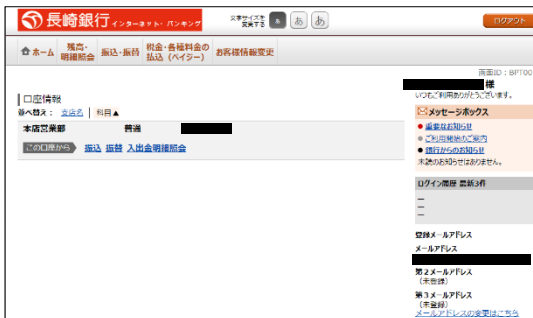 長崎銀行 インターネット・バンキング
文字サイズを
変更する
あ あ あ
ログアウト
ホーム
残高・
明細照会
振込・振替
税金・各種料金の
払込（ペイジー）
お客様情報変更
画面ID：BPT00
様
いつもご利用ありがとうございます。
口座情報
並べ替え： 支店名 | 科目▲
本店営業部 普通
この口座から 振込 振替 入出金明細照会
メッセージボックス
重要なお知らせ
ご利用開始のご案内
銀行からのお知らせ
未読のお知らせはありません。
ログイン履歴 最新3件
ー
ー
ー
登録メールアドレス
メールアドレス
第2メールアドレス
（未登録）
第3メールアドレス
（未登録）
メールアドレスの変更はこちら